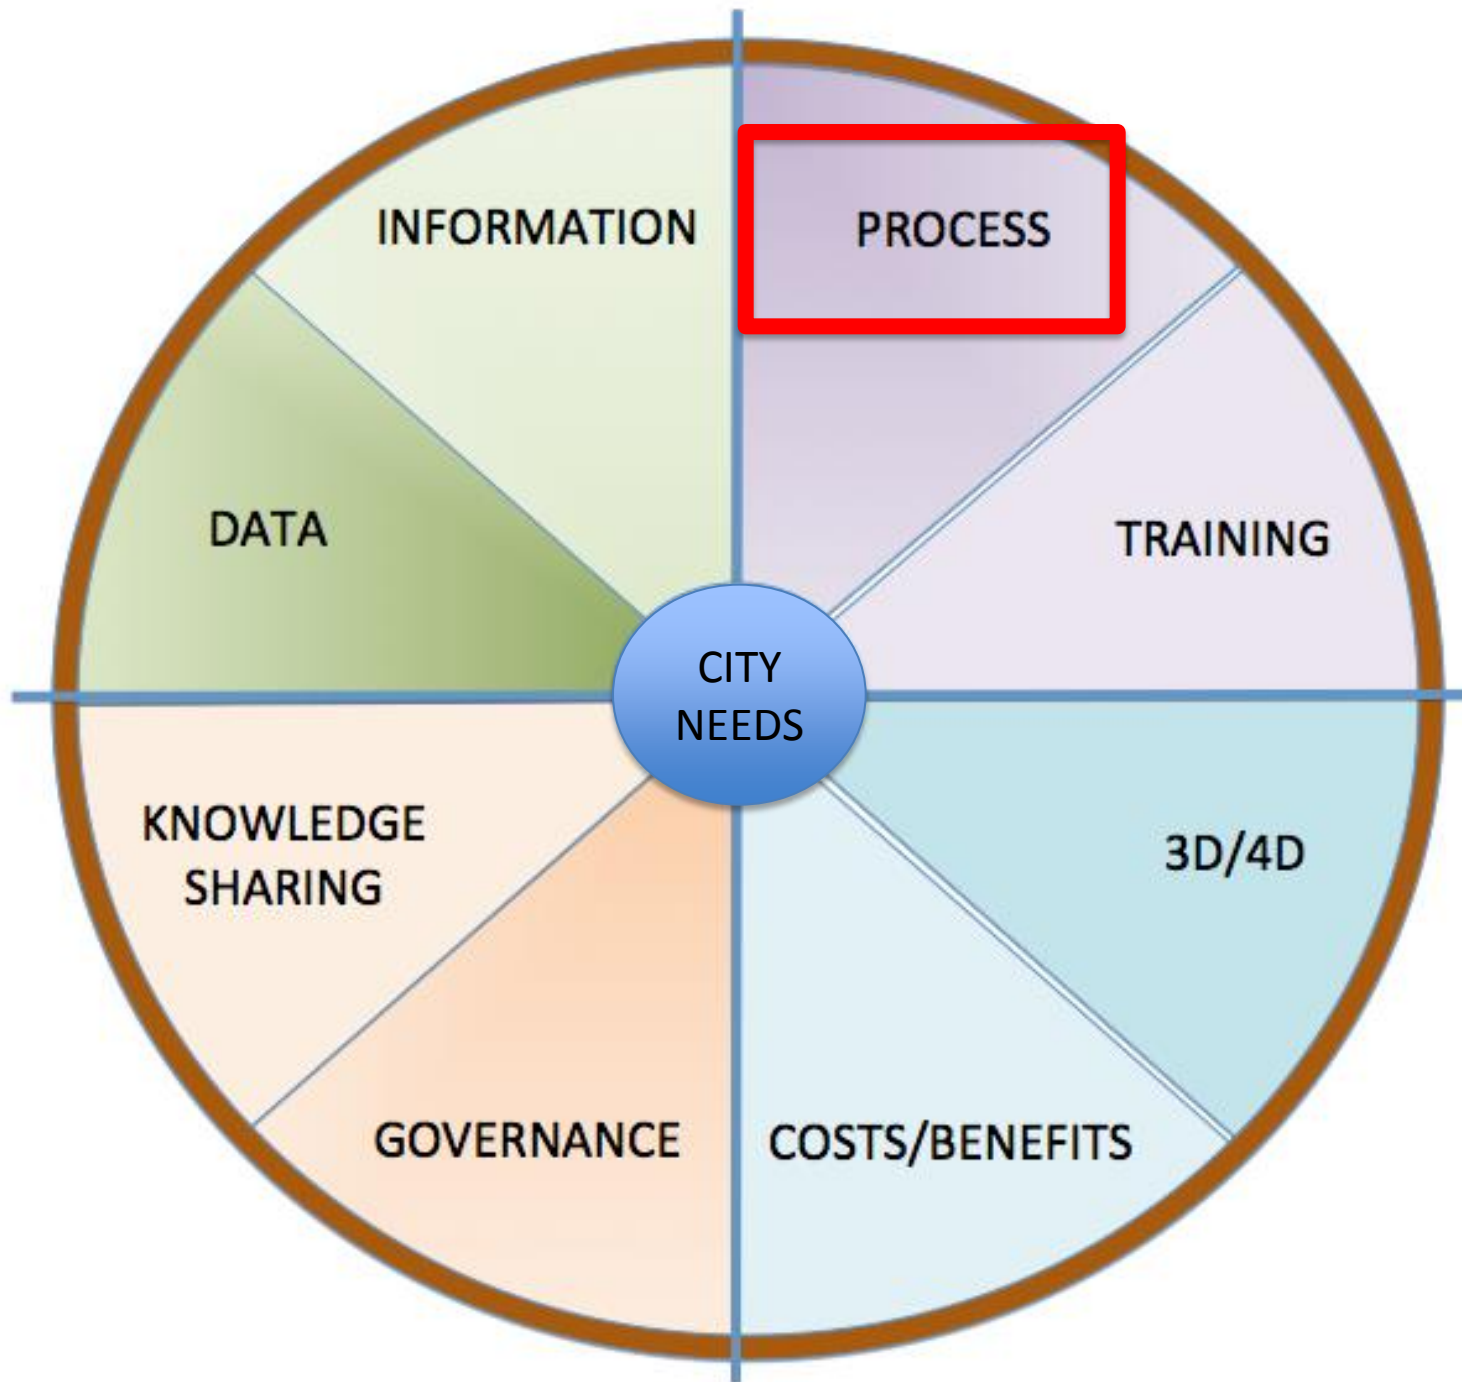 INFORMATION
PROCESS
DATA
TRAINING
CITY
NEEDS
KNOWLEDGE
SHARING
3D/4D
GOVERNANCE
COSTS/BENEFITS